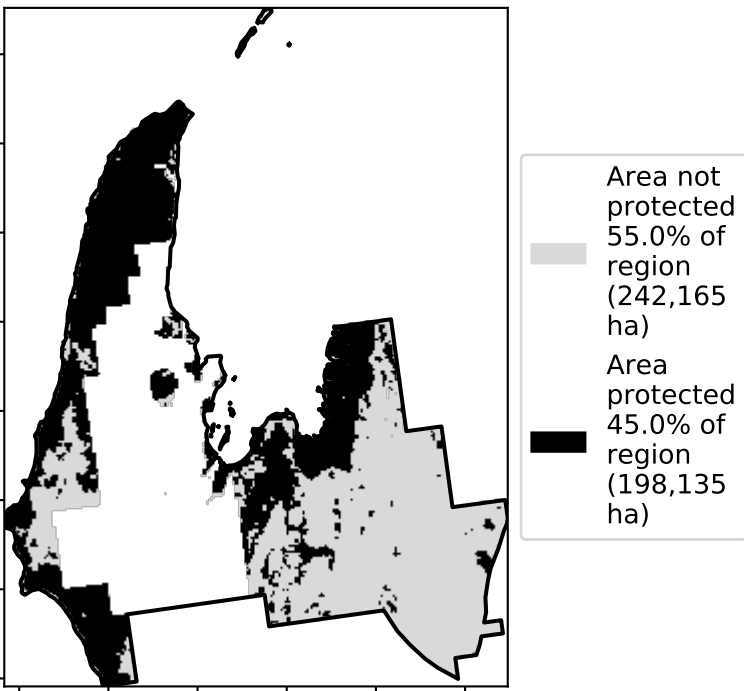 Area not
protected
55.0% of
region
(242,165
ha)
Area
protected
45.0% of
region
(198,135
ha)